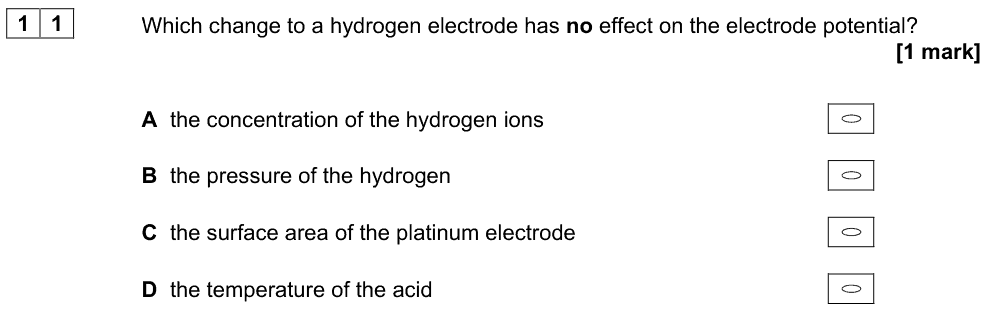 1 1 Which change to a hydrogen electrode has no effect on the electrode potential?
[1 mark]
A the concentration of the hydrogen ions
B the pressure of the hydrogen
C the surface area of the platinum electrode
D the temperature of the acid